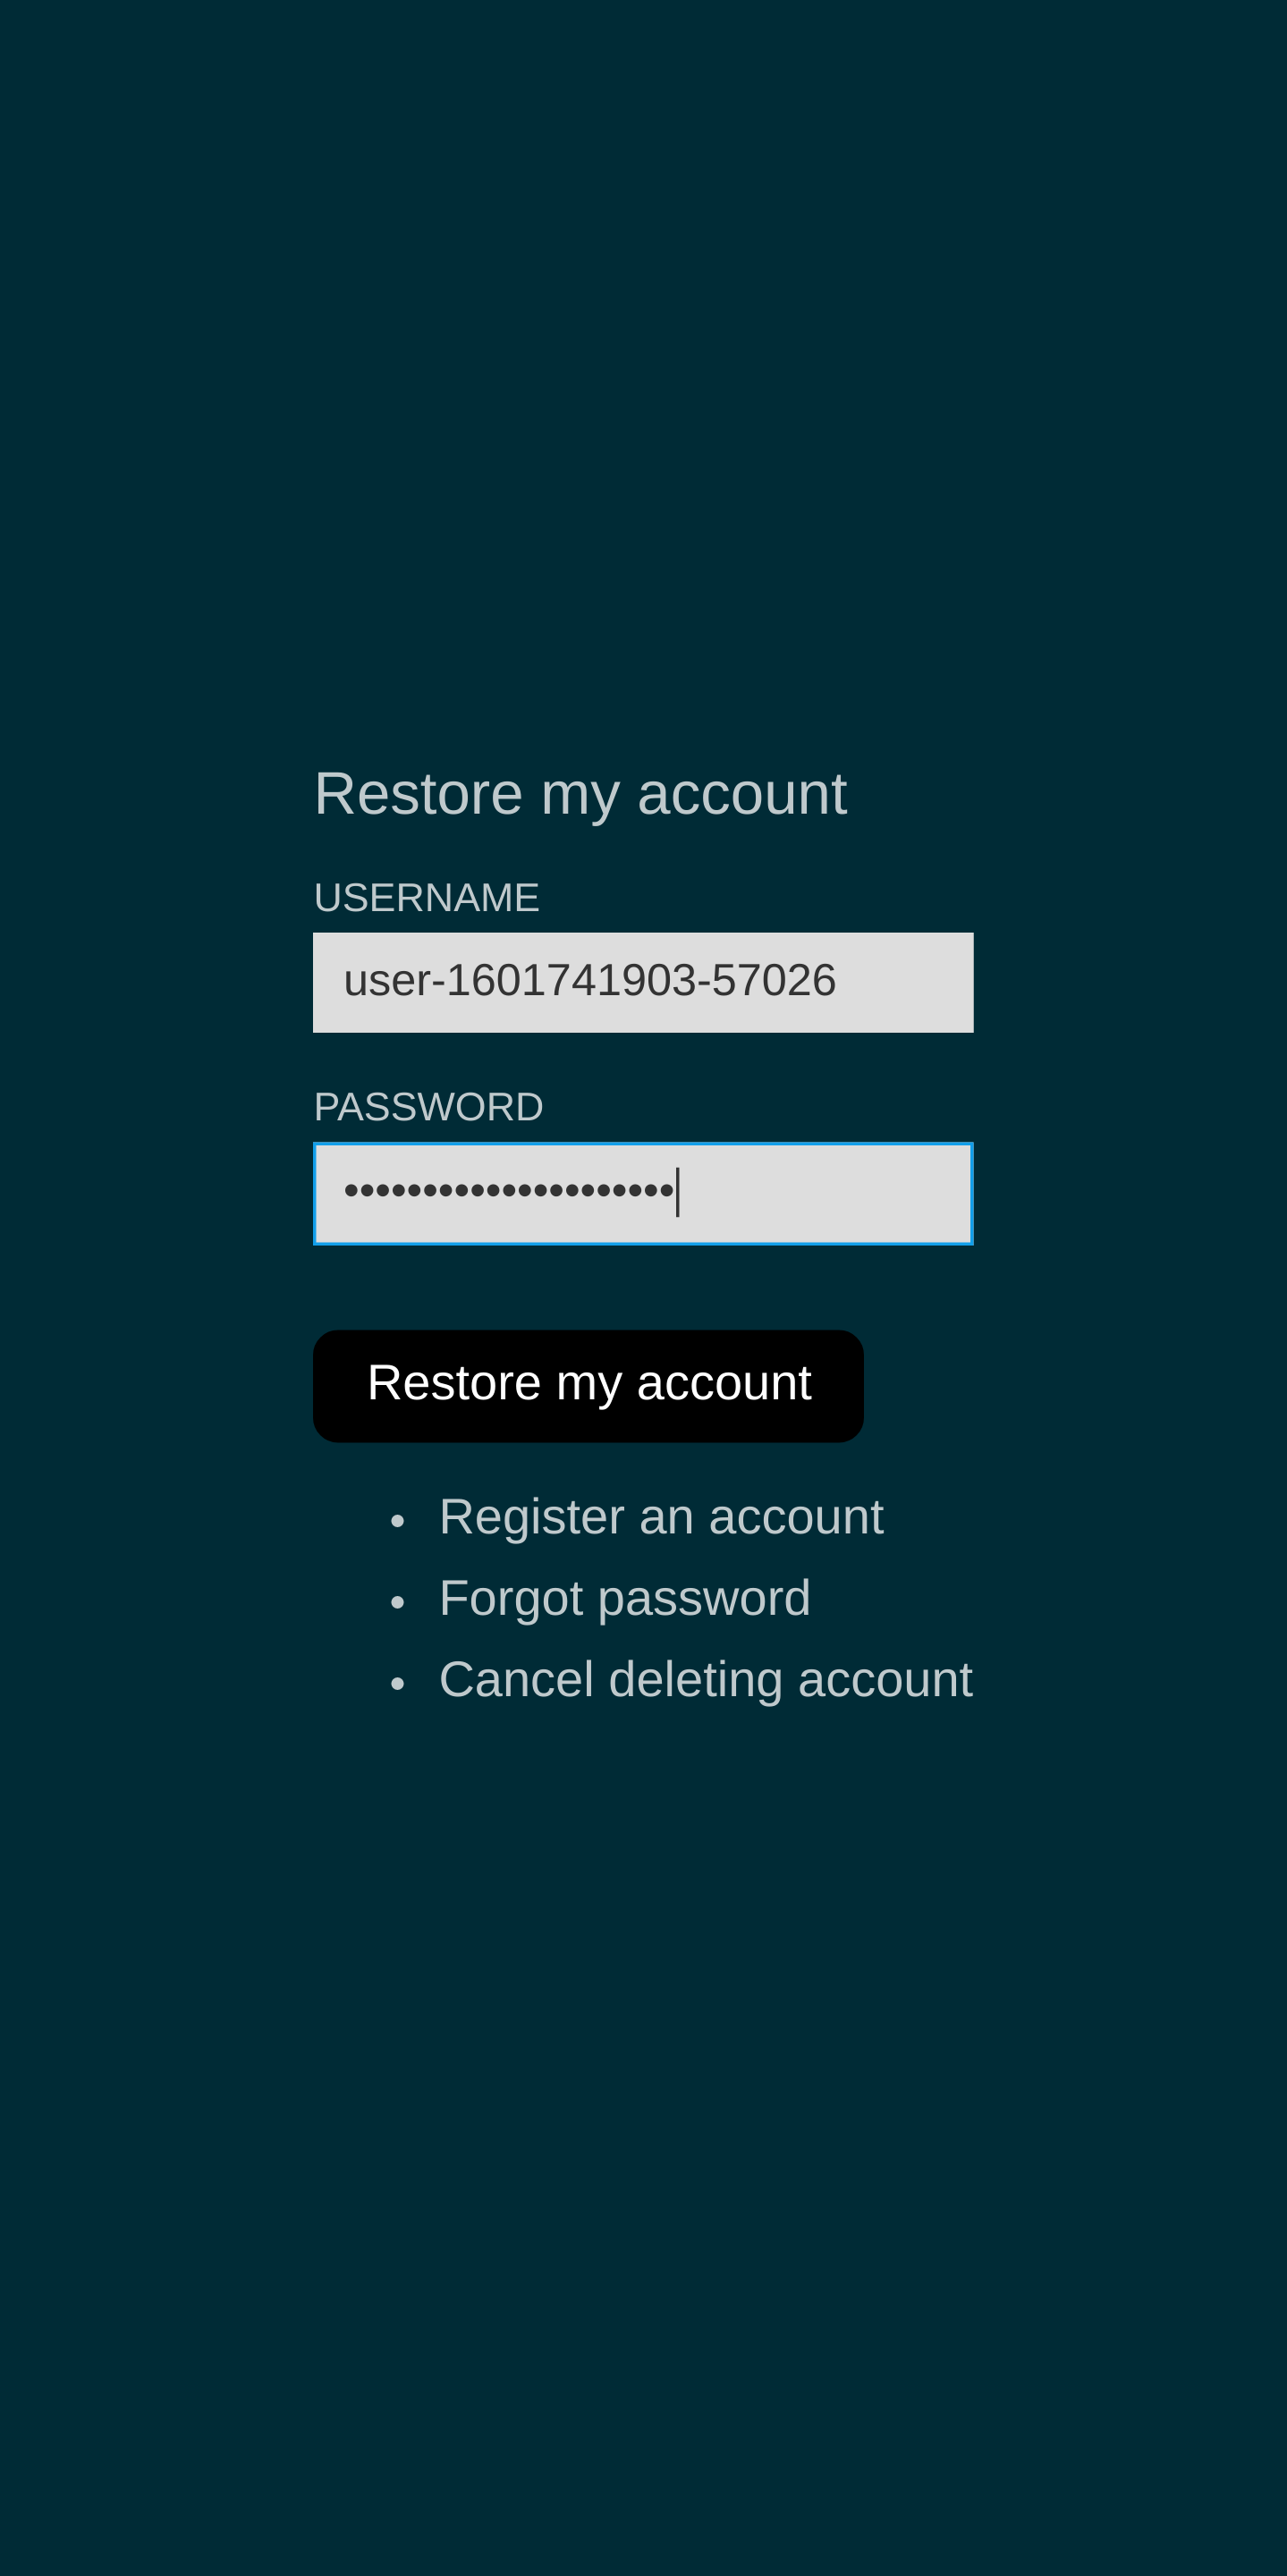 Restore my account
USERNAME
user-1601741903-57026
PASSWORD
•••••••••••••••••••••
Restore my account
• Register an account
• Forgot password
• Cancel deleting account